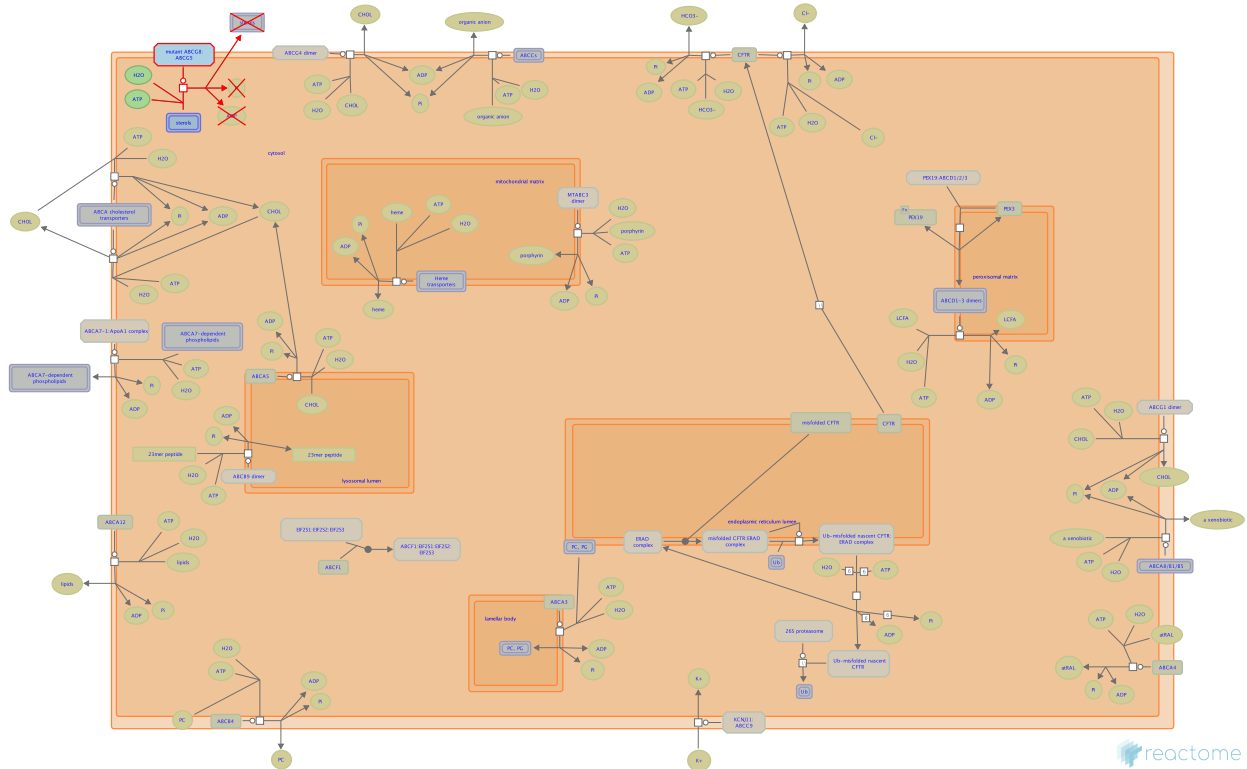 CHOL
organic anion
HCO3-
Cl-
mutant ABCG8:
ABCG5
ABCG4 dimer
ABCCs
CFTR
H2O
ATP
sterols
ATP
H2O
CHOL
ADP
Pi
ATP
H2O
organic anion
Pi
ADP
ATP
H2O
HCO3-
Pi
ADP
ATP
H2O
Cl-
cytosol
ATP
H2O
CHOL
ABCA cholesterol
transporters
Pi
ADP
CHOL
ATP
H2O
mitochondrial matrix
MTABC3
dimer
Pi
heme
ATP
H2O
ADP
porphyrin
Heme
transporters
heme
H2O
porphyrin
ATP
ADP
Pi
PEX19:ABCD1/2/3
PEX19
PEX3
peroxisomal matrix
ABCD1-3 dimers
LCFA
LCFA
H2O
Pi
ATP
ADP
ABCA7-1:ApoA1 complex
ABCA7-dependent
phospholipids
ATP
H2O
ABCA7-dependent
phospholipids
Pi
ADP
ADP
ATP
Pi
H2O
ABCA5
CHOL
ADP
Pi
23mer peptide
23mer peptide
H2O
ABCB9 dimer
lysosomal lumen
ATP
misfolded CFTR
CFTR
endoplasmic reticulum lumen
ERAD
complex
misfolded CFTR:ERAD
complex
Ub-misfolded nascent CFTR:
ERAD complex
Ub
H2O
6
6
ATP
6
6
Pi
ADP
26S proteasome
Ub-misfolded nascent
CFTR
Ub
ABCG1 dimer
ATP
H2O
CHOL
CHOL
Pi
ADP
a xenobiotic
a xenobiotic
ATP
H2O
ABCA8/B1/B5
ABCA12
ATP
H2O
lipids
lipids
ADP
Pi
EIF2S1:EIF2S2:EIF2S3
ABCF1
ABCF1:EIF2S1:EIF2S2:
EIF2S3
PC, PG
ABCA3
lamellar body
PC, PG
ATP
H2O
ADP
Pi
ATP
H2O
atRAL
atRAL
ABCA4
Pi
ADP
H2O
ATP
ADP
Pi
PC
ABCB4
PC
K+
KCNJ11:
ABCC9
K+
reactome